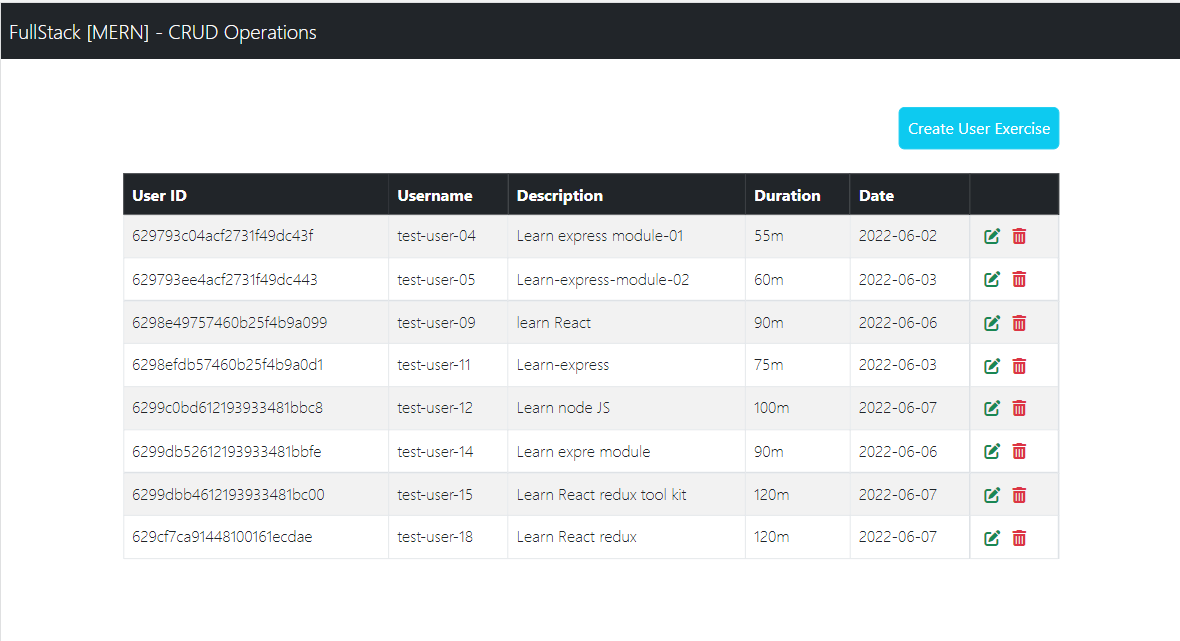 FullStack [MERN] - CRUD Operations
Create User Exercise
User ID Username Description Duration Date
629793c04acf2731f49dc43f test-user-04 Learn express module-01 55m 2022-06-02
629793ee4acf2731f49dc443 test-user-05 Learn-express-module-02 60m 2022-06-03
6298e49757460b25f4b9a099 test-user-09 learn React 90m 2022-06-06
6298efdb57460b25f4b9a0d1 test-user-11 Learn-express 75m 2022-06-03
6299c0bd612193933481bbc8 test-user-12 Learn node JS 100m 2022-06-07
6299db52612193933481bbfe test-user-14 Learn expre module 90m 2022-06-06
6299dbb4612193933481bc00 test-user-15 Learn React redux tool kit 120m 2022-06-07
629cf7ca91448100161ecdae test-user-18 Learn React redux 120m 2022-06-07